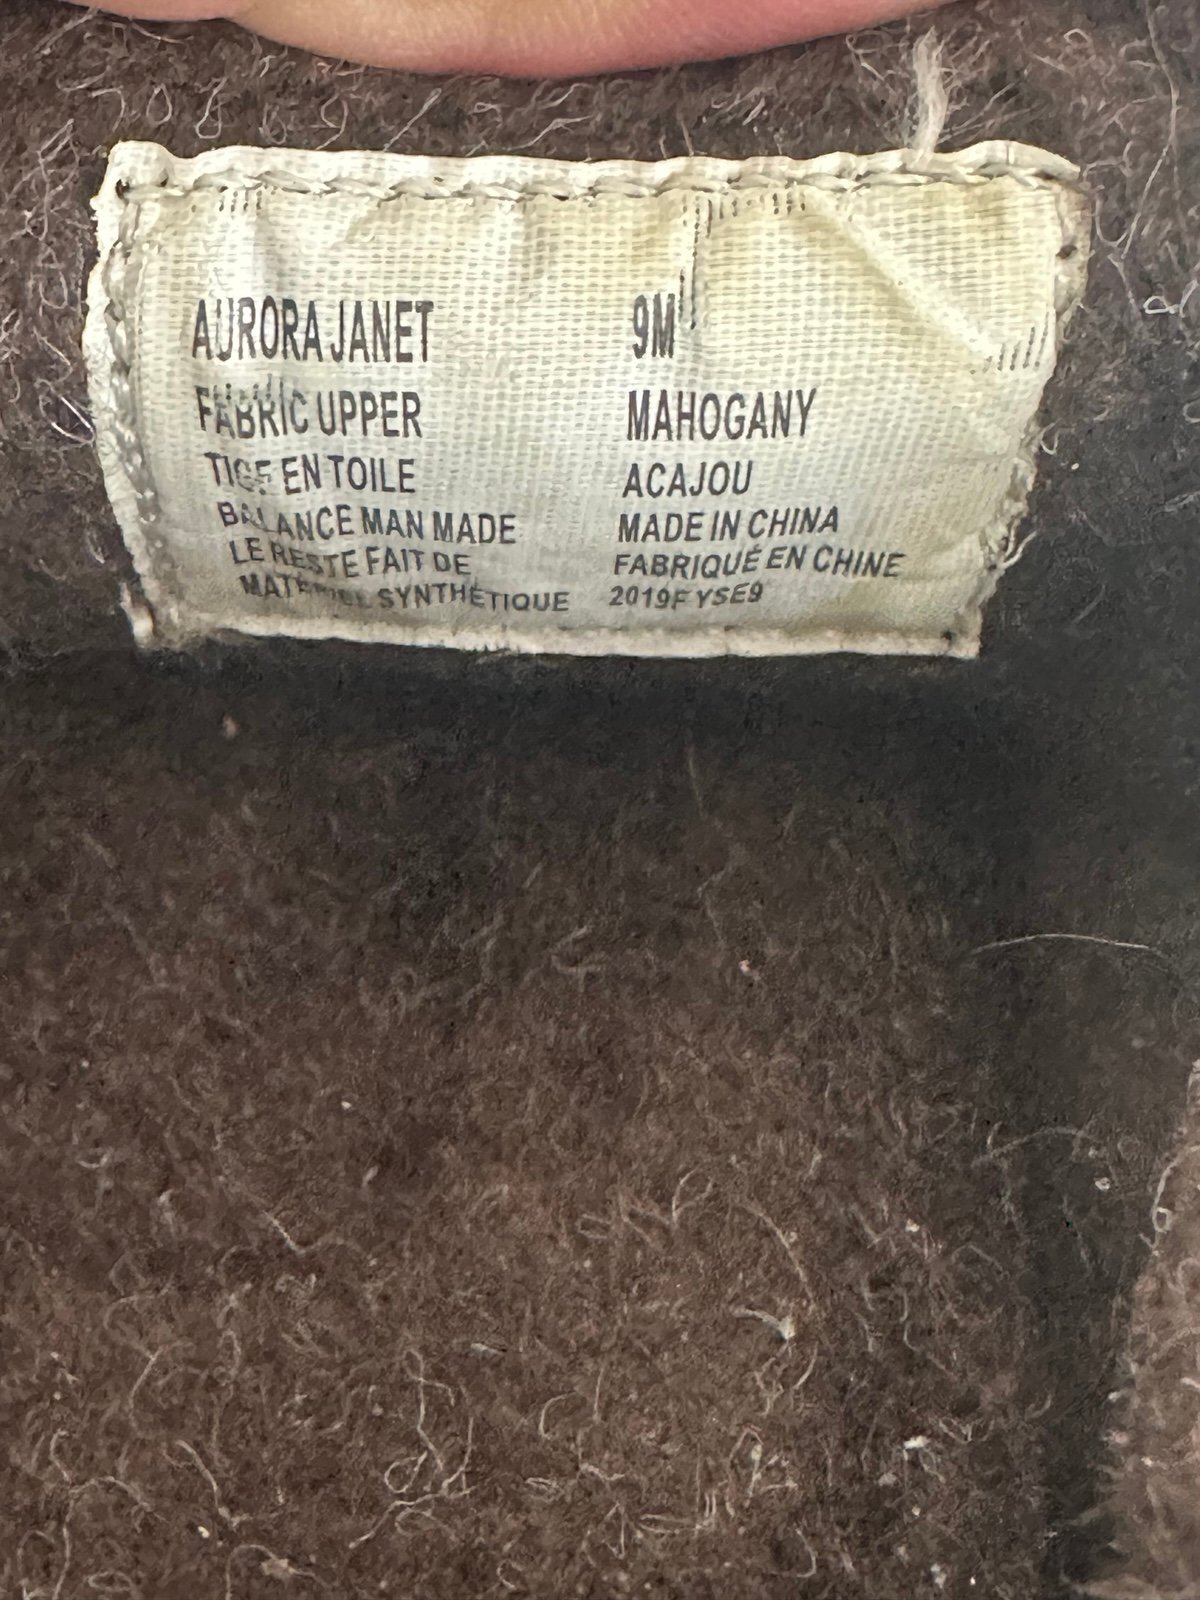 AURORA JANET 9M
FABRIC UPPER MAHOGANY
TIGE EN TOILE ACAJOU
BALANCE MAN MADE MADE IN CHINA
LE RESTE FAIT DE FABRIQUÉ EN CHINE
MATÉRIEL SYNTHÉTIQUE 2019F YSE9